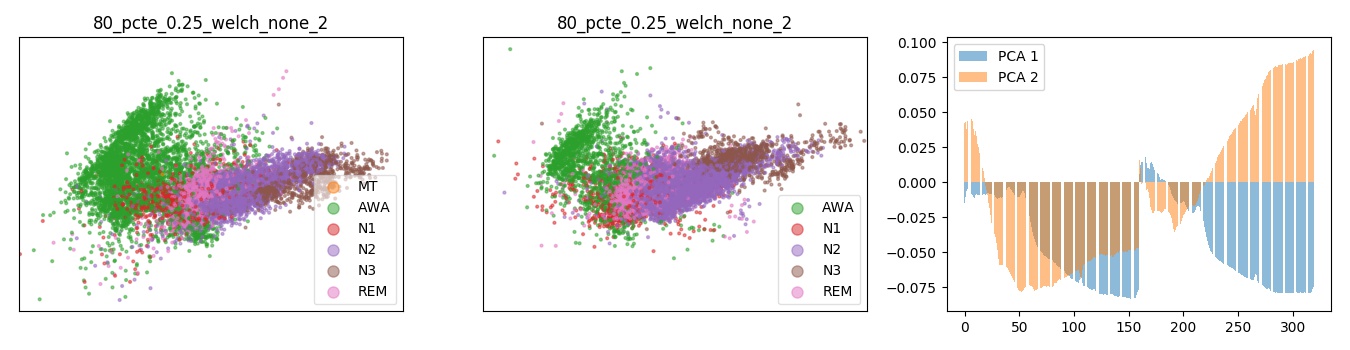 80_pcte_0.25_welch_none_2
MT
AWA
N1
N2
N3
REM
80_pcte_0.25_welch_none_2
AWA
N1
N2
N3
REM
PCA 1
PCA 2
0.100
0.075
0.050
0.025
0.000
−0.025
−0.050
−0.075
0 50 100 150 200 250 300